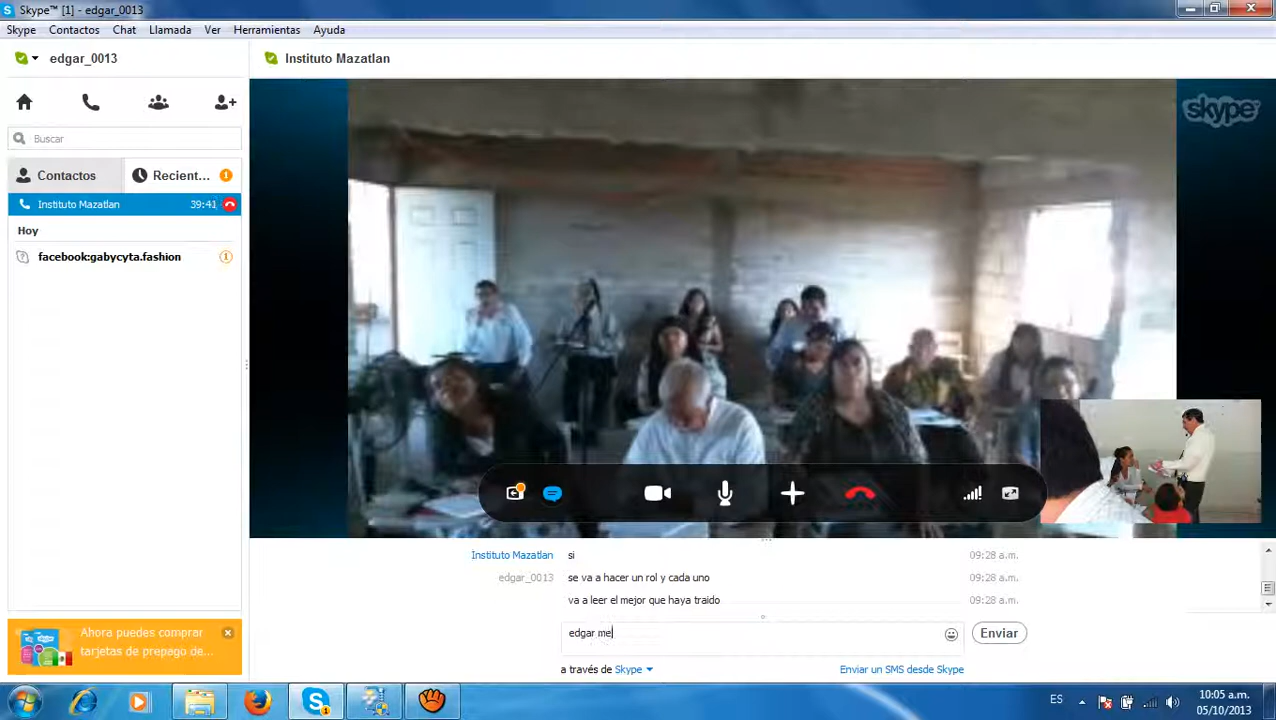 Skype™ [1] - edgar_0013
Skype Contactos Chat Llamada Ver Herramientas Ayuda
edgar_0013
Instituto Mazatlan
skype
Buscar
Contactos
Recient... 1
Instituto Mazatlan 39:41
Hoy
facebook:gabycyta.fashion 1
Instituto Mazatlan si 09:28 a.m.
edgar_0013 se va a hacer un rol y cada uno 09:28 a.m.
va a leer el mejor que haya traido 09:28 a.m.
edgar me
Enviar
a través de Skype
Enviar un SMS desde Skype
Ahora puedes comprar
tarjetas de prepago de...
ES
10:05 a.m.
05/10/2013